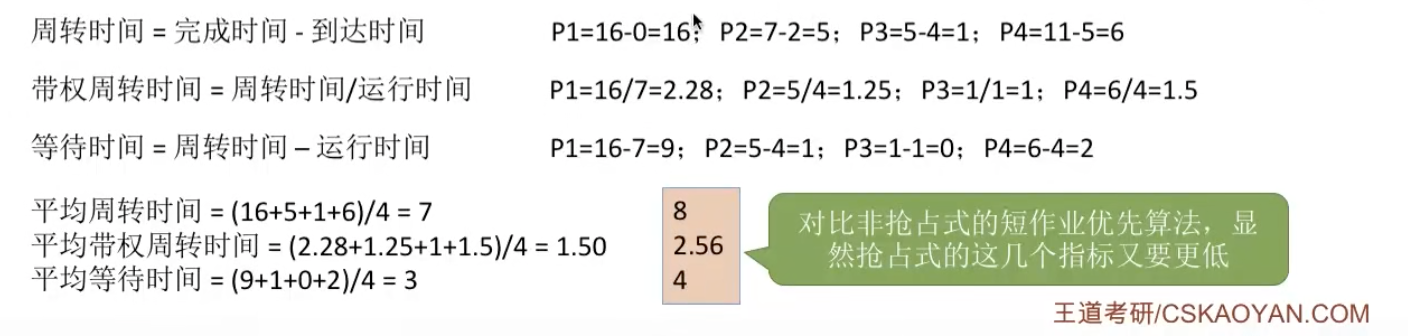 周转时间 = 完成时间 - 到达时间 P1=16-0=16；P2=7-2=5；P3=5-4=1；P4=11-5=6
带权周转时间 = 周转时间/运行时间 P1=16/7=2.28；P2=5/4=1.25；P3=1/1=1；P4=6/4=1.5
等待时间 = 周转时间 – 运行时间 P1=16-7=9；P2=5-4=1；P3=1-1=0；P4=6-4=2
平均周转时间 = (16+5+1+6)/4 = 7
平均带权周转时间 = (2.28+1.25+1+1.5)/4 = 1.50
平均等待时间 = (9+1+0+2)/4 = 3
8
2.56
4
对比非抢占式的短作业优先算法，显
然抢占式的这几个指标又要更低
王道考研/CSKAOYAN.COM